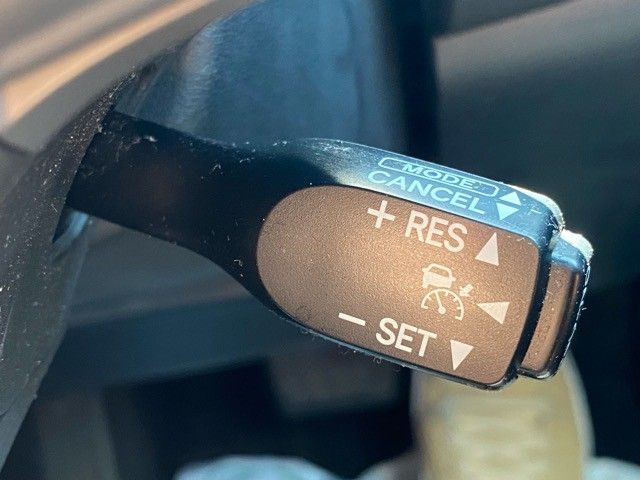 MODE
CANCEL
+ RES
- SET